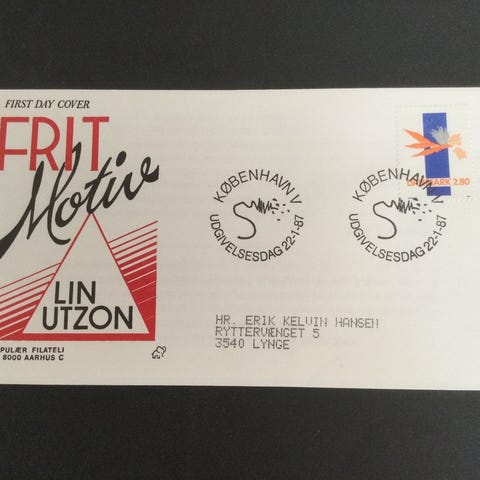 FIRST DAY COVER
FRIT
Motiv
LIN
UTZON
PULÆR FILATELI
8000 AARHUS C
KØBENHAVN V
UDGIVELSESDAG 22-1-87
KØBENHAVN V
UDGIVELSESDAG 22-1-87
DANMARK 2.80
HR. ERIK KELVIN HANSEN
RYTTERVÆNGET 5
3540 LYNGE